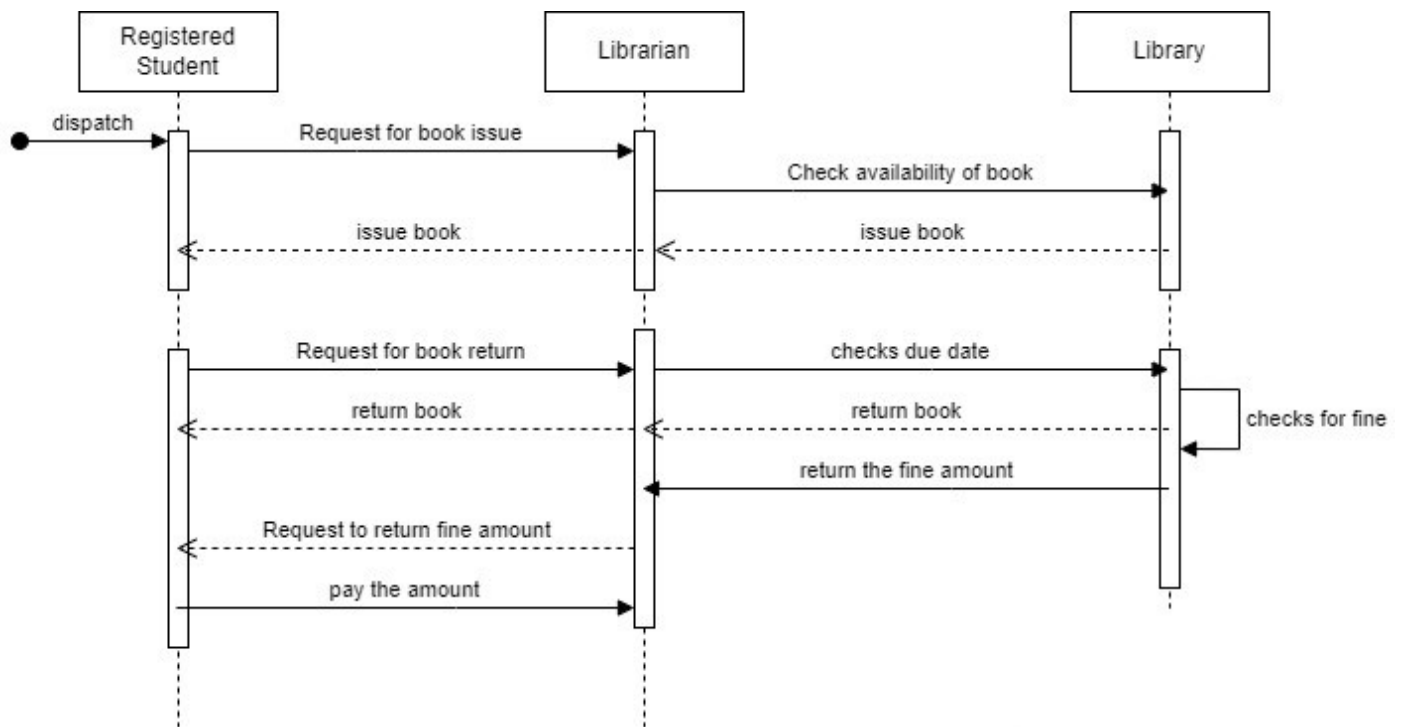 Registered
Student
Librarian
Library
dispatch
Request for book issue
Check availability of book
issue book
issue book
Request for book return
checks due date
return book
return book
checks for fine
return the fine amount
Request to return fine amount
pay the amount